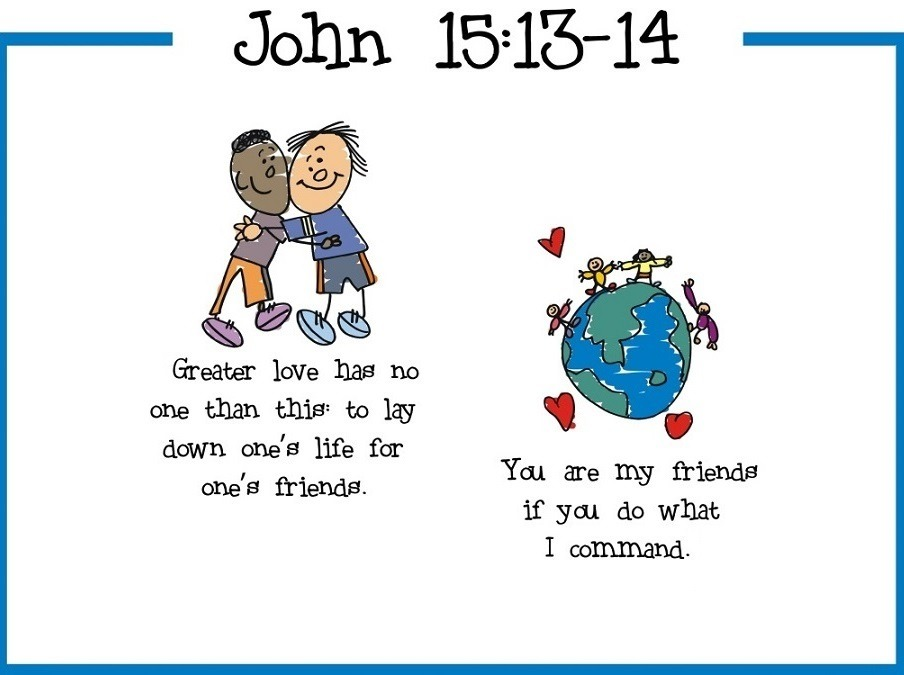 John 15:13-14
Greater love has no
one than this: to lay
down one's life for
one's friends.
You are my friends
if you do what
I command.